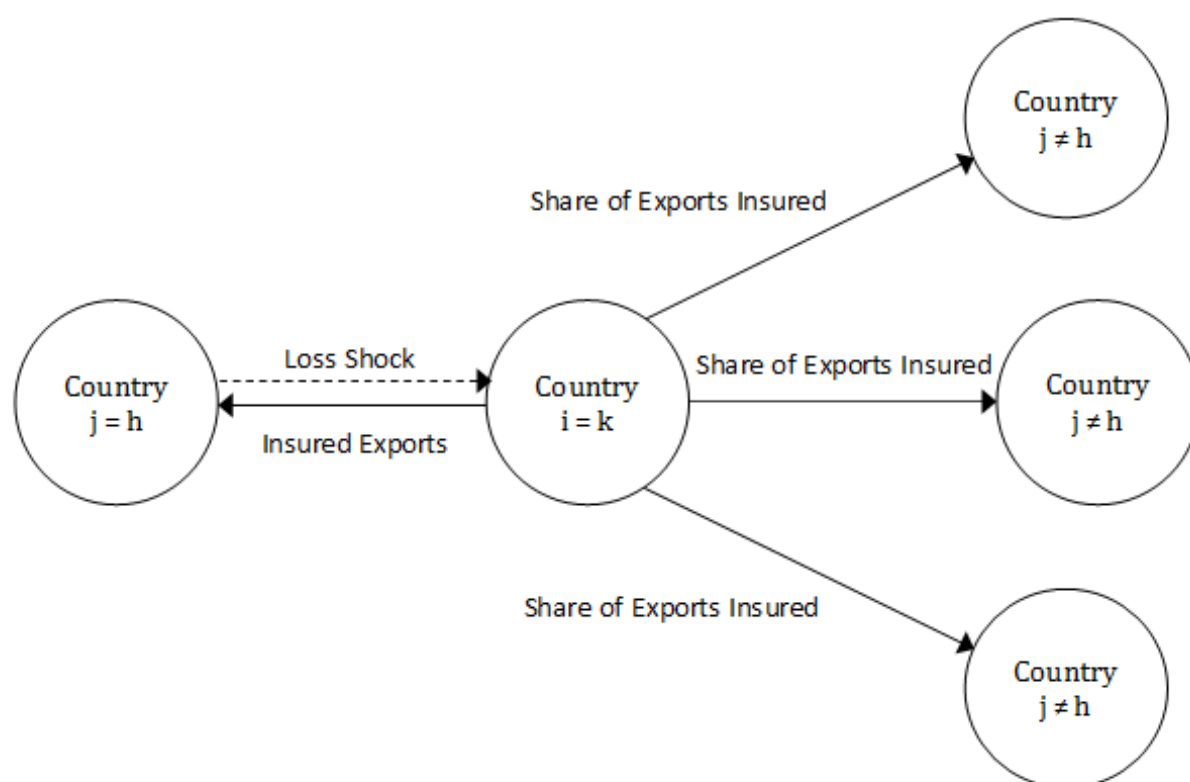 Country
j ≠ h
Share of Exports Insured
Loss Shock
Share of Exports Insured
Country
j = h
Country
i = k
Country
j ≠ h
Insured Exports
Share of Exports Insured
Country
j ≠ h